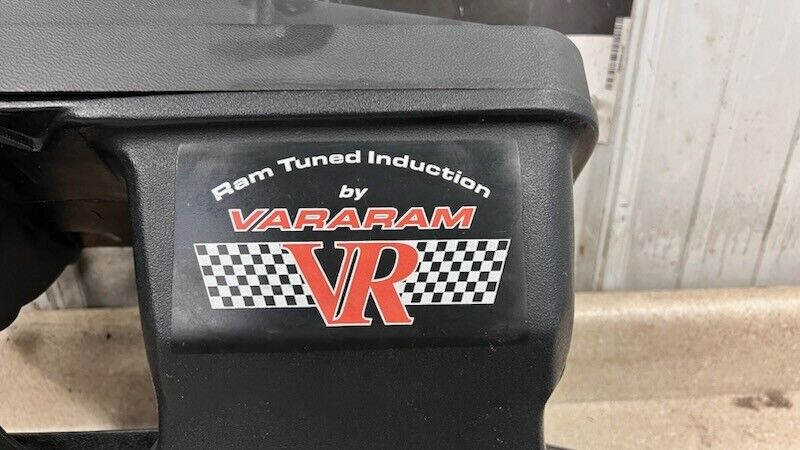 Ram Tuned Induction
by
VARARAM
VR